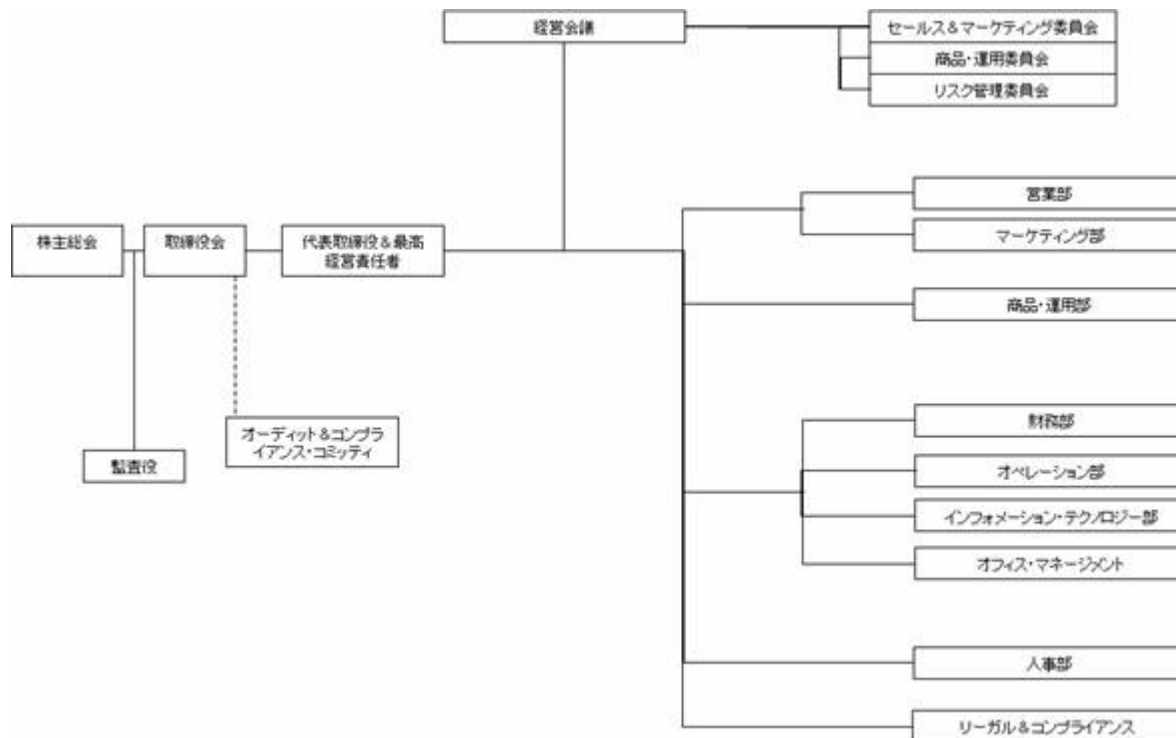 経営会議
セールス&マーケティング委員会
商品・運用委員会
リスク管理委員会
営業部
マーケティング部
株主総会
取締役会
代表取締役&最高
経営責任者
商品・運用部
オーディット&コンプラ
イアンス・コミッティ
監査役
財務部
オペレーション部
インフォメーション・テクノロジー部
オフィス・マネージメント
人事部
リーガル&コンプライアンス